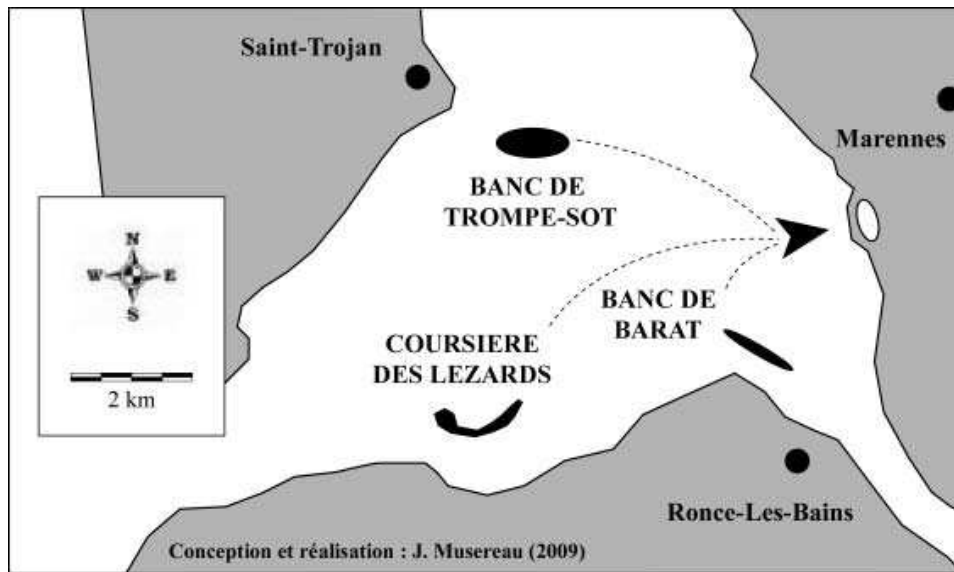 Saint-Trojan
Marennes
BANC DE
TROMPE-SOT
N
W E
S
BANC DE
BARAT
COURSIERE
DES LEZARDS
2 km
Ronce-Les-Bains
Conception et réalisation : J. Musereau (2009)